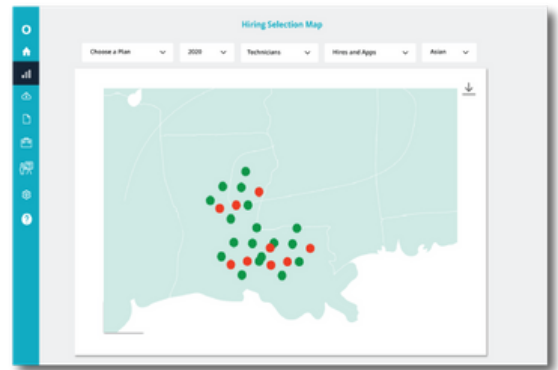 Hiring Selection Map
Choose a Plan 2020 Technicians Hires and Apps Asian